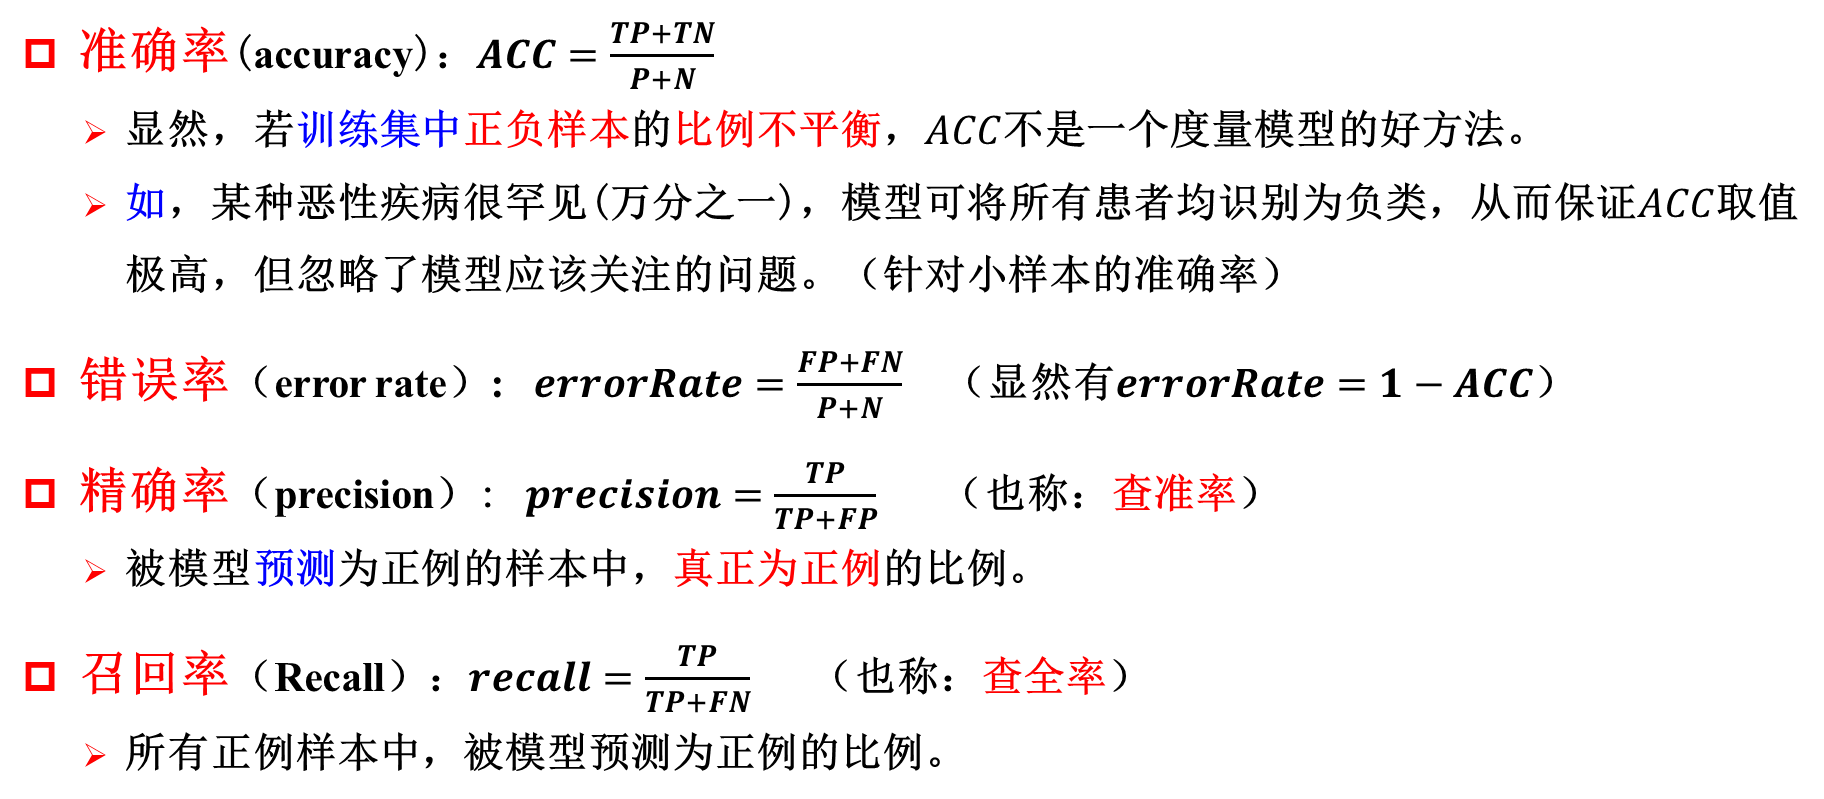 准确率(accuracy)：ACC = (TP+TN)/(P+N)
显然，若训练集中正负样本的比例不平衡，ACC不是一个度量模型的好方法。
如，某种恶性疾病很罕见(万分之一)，模型可将所有患者均识别为负类，从而保证ACC取值
极高，但忽略了模型应该关注的问题。（针对小样本的准确率）
错误率（error rate）：errorRate = (FP+FN)/(P+N) （显然有errorRate = 1 − ACC）
精确率（precision）：precision = TP/(TP+FP) （也称：查准率）
被模型预测为正例的样本中，真正为正例的比例。
召回率（Recall）：recall = TP/(TP+FN) （也称：查全率）
所有正例样本中，被模型预测为正例的比例。